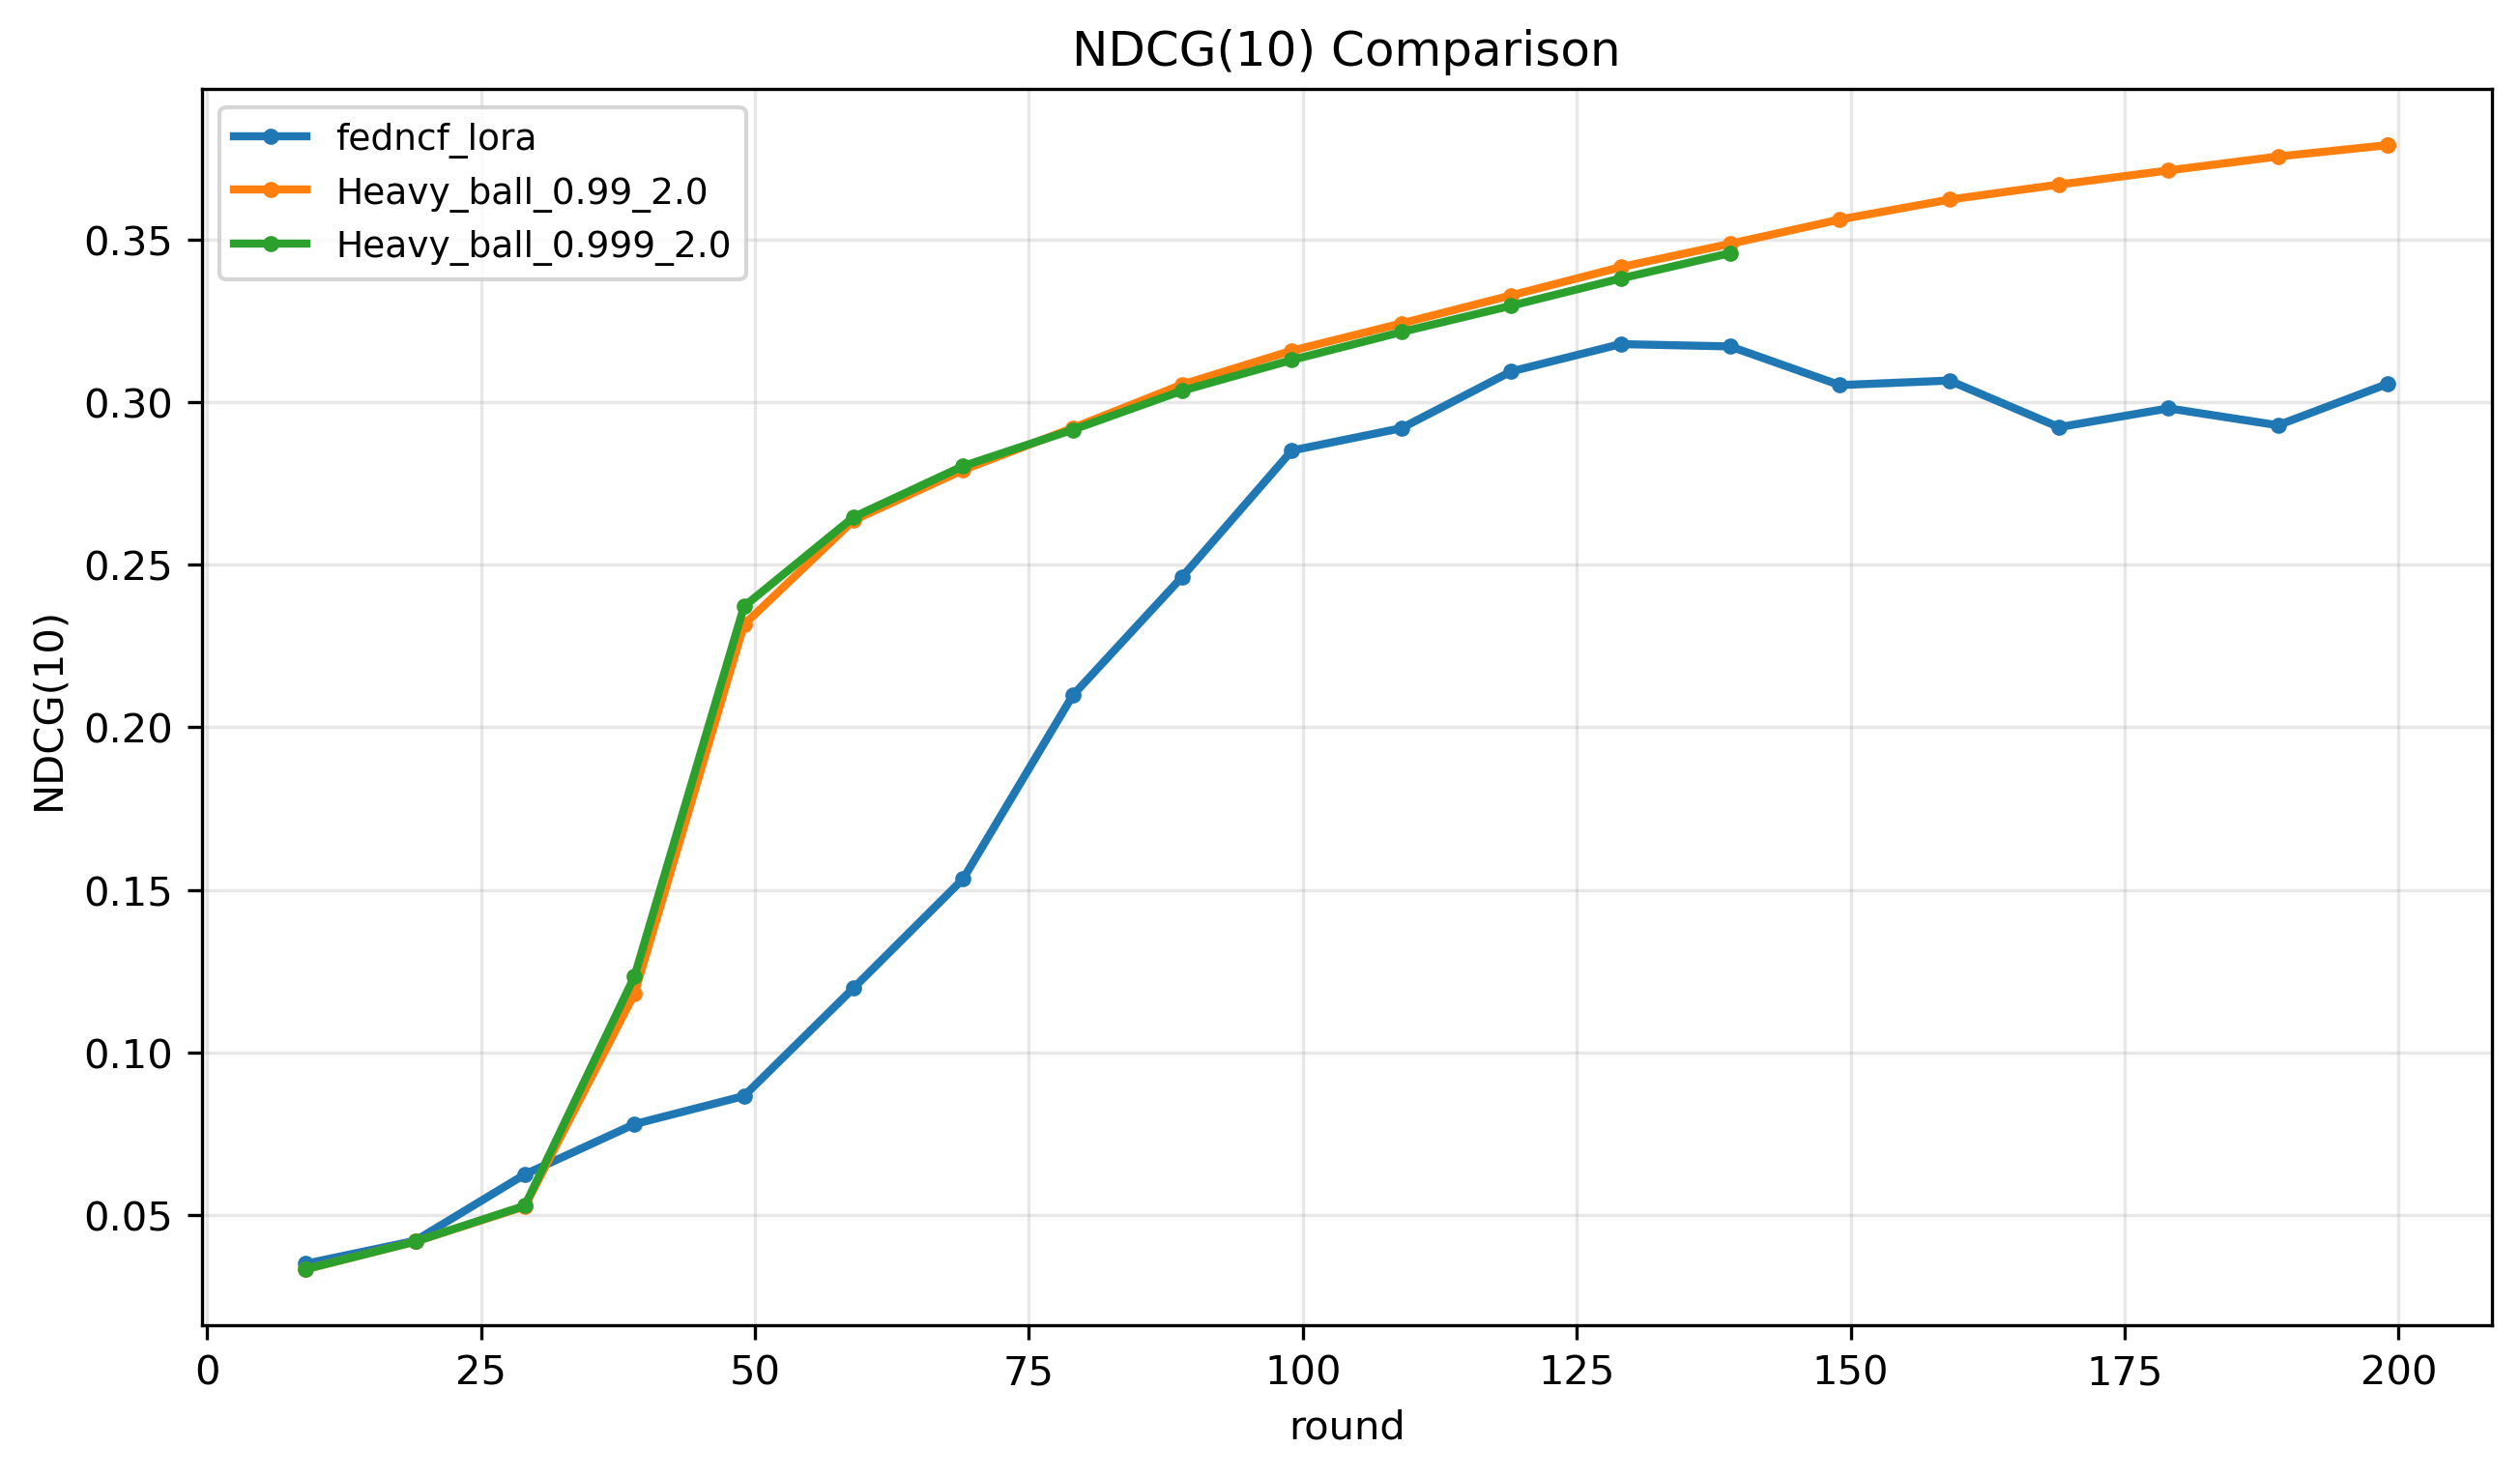 NDCG(10) Comparison
fedncf_lora
Heavy_ball_0.99_2.0
Heavy_ball_0.999_2.0
0.35
0.30
0.25
0.20
0.15
0.10
0.05
NDCG(10)
0 25 50 75 100 125 150 175 200
round